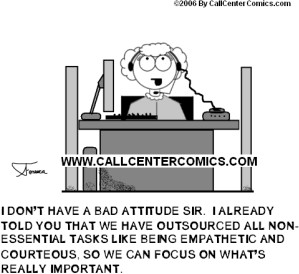 ©2006 By CallCenterComics.com
WWW.CALLCENTERCOMICS.COM
I DON'T HAVE A BAD ATTITUDE SIR. I ALREADY
TOLD YOU THAT WE HAVE OUTSOURCED ALL NON-
ESSENTIAL TASKS LIKE BEING EMPATHETIC AND
COURTEOUS, SO WE CAN FOCUS ON WHAT'S
REALLY IMPORTANT.